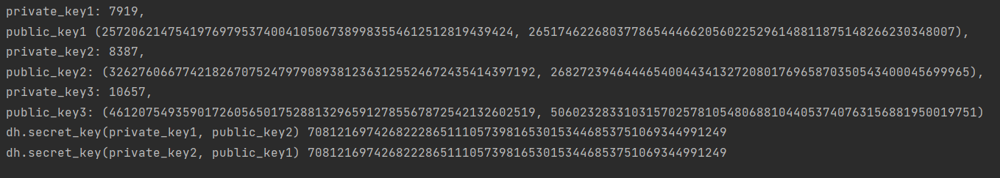 private_key1: 7919,
public_key1 (25720621475419769795374004105067389983554612512819439424, 2651746226803778654446620560225296148811875148266230348007),
private_key2: 8387,
public_key2: (3262760667742182670752479790893812363125524672435414397192, 268272394644465400443413272080176965870350543400045699965),
private_key3: 10657,
public_key3: (4612075493590172605650175288132965912785567872542132602519, 5060232833103157025781054806881044053740763156881950019751)
dh.secret_key(private_key1, public_key2) 708121697426822286511105739816530153446853751069344991249
dh.secret_key(private_key2, public_key1) 708121697426822286511105739816530153446853751069344991249